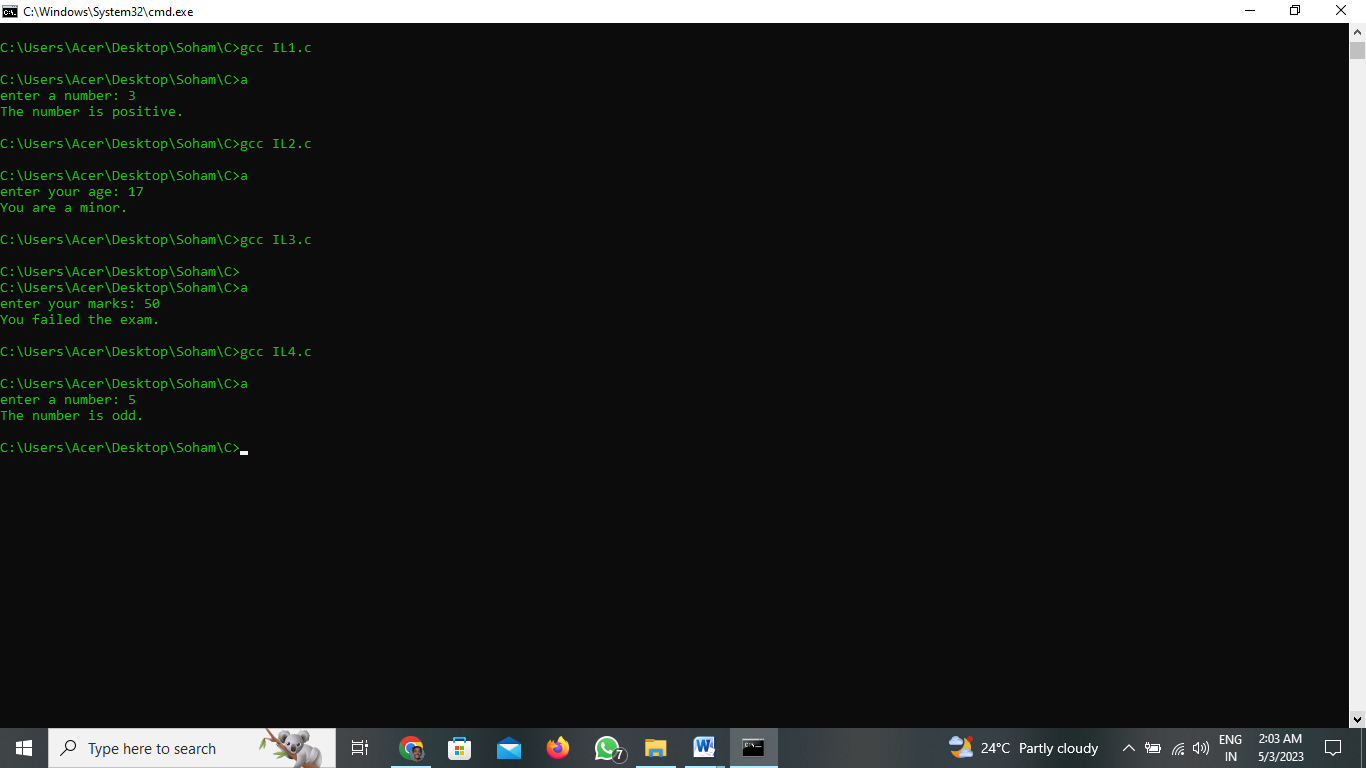 C:\Windows\System32\cmd.exe
C:\Users\Acer\Desktop\Soham\C>gcc IL1.c
C:\Users\Acer\Desktop\Soham\C>a
enter a number: 3
The number is positive.
C:\Users\Acer\Desktop\Soham\C>gcc IL2.c
C:\Users\Acer\Desktop\Soham\C>a
enter your age: 17
You are a minor.
C:\Users\Acer\Desktop\Soham\C>gcc IL3.c
C:\Users\Acer\Desktop\Soham\C>
C:\Users\Acer\Desktop\Soham\C>a
enter your marks: 50
You failed the exam.
C:\Users\Acer\Desktop\Soham\C>gcc IL4.c
C:\Users\Acer\Desktop\Soham\C>a
enter a number: 5
The number is odd.
C:\Users\Acer\Desktop\Soham\C>
Type here to search
7
W
24°C Partly cloudy
ENG
IN
2:03 AM
5/3/2023